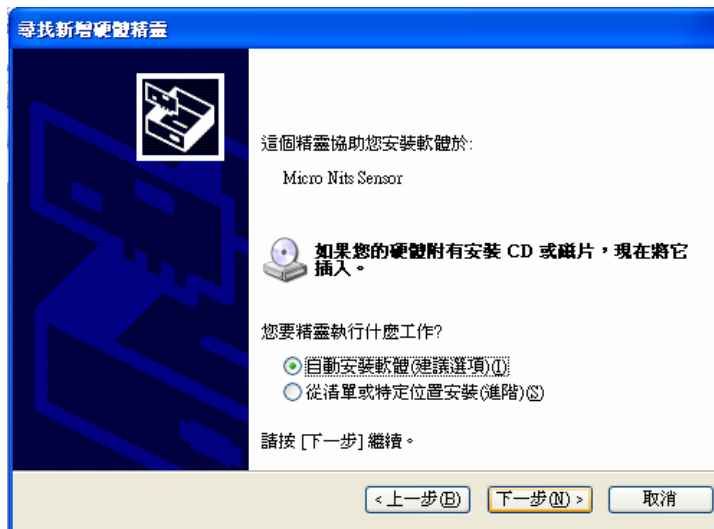 尋找新增硬體精靈
這個精靈協助您安裝軟體於:
Micro Nits Sensor
如果您的硬體附有安裝 CD 或磁片，現在將它
插入。
您要精靈執行什麼工作?
自動安裝軟體(建議選項)(I)
從清單或特定位置安裝(進階)(S)
請按 [下一步] 繼續。
< 上一步(B)
下一步(N) >
取消